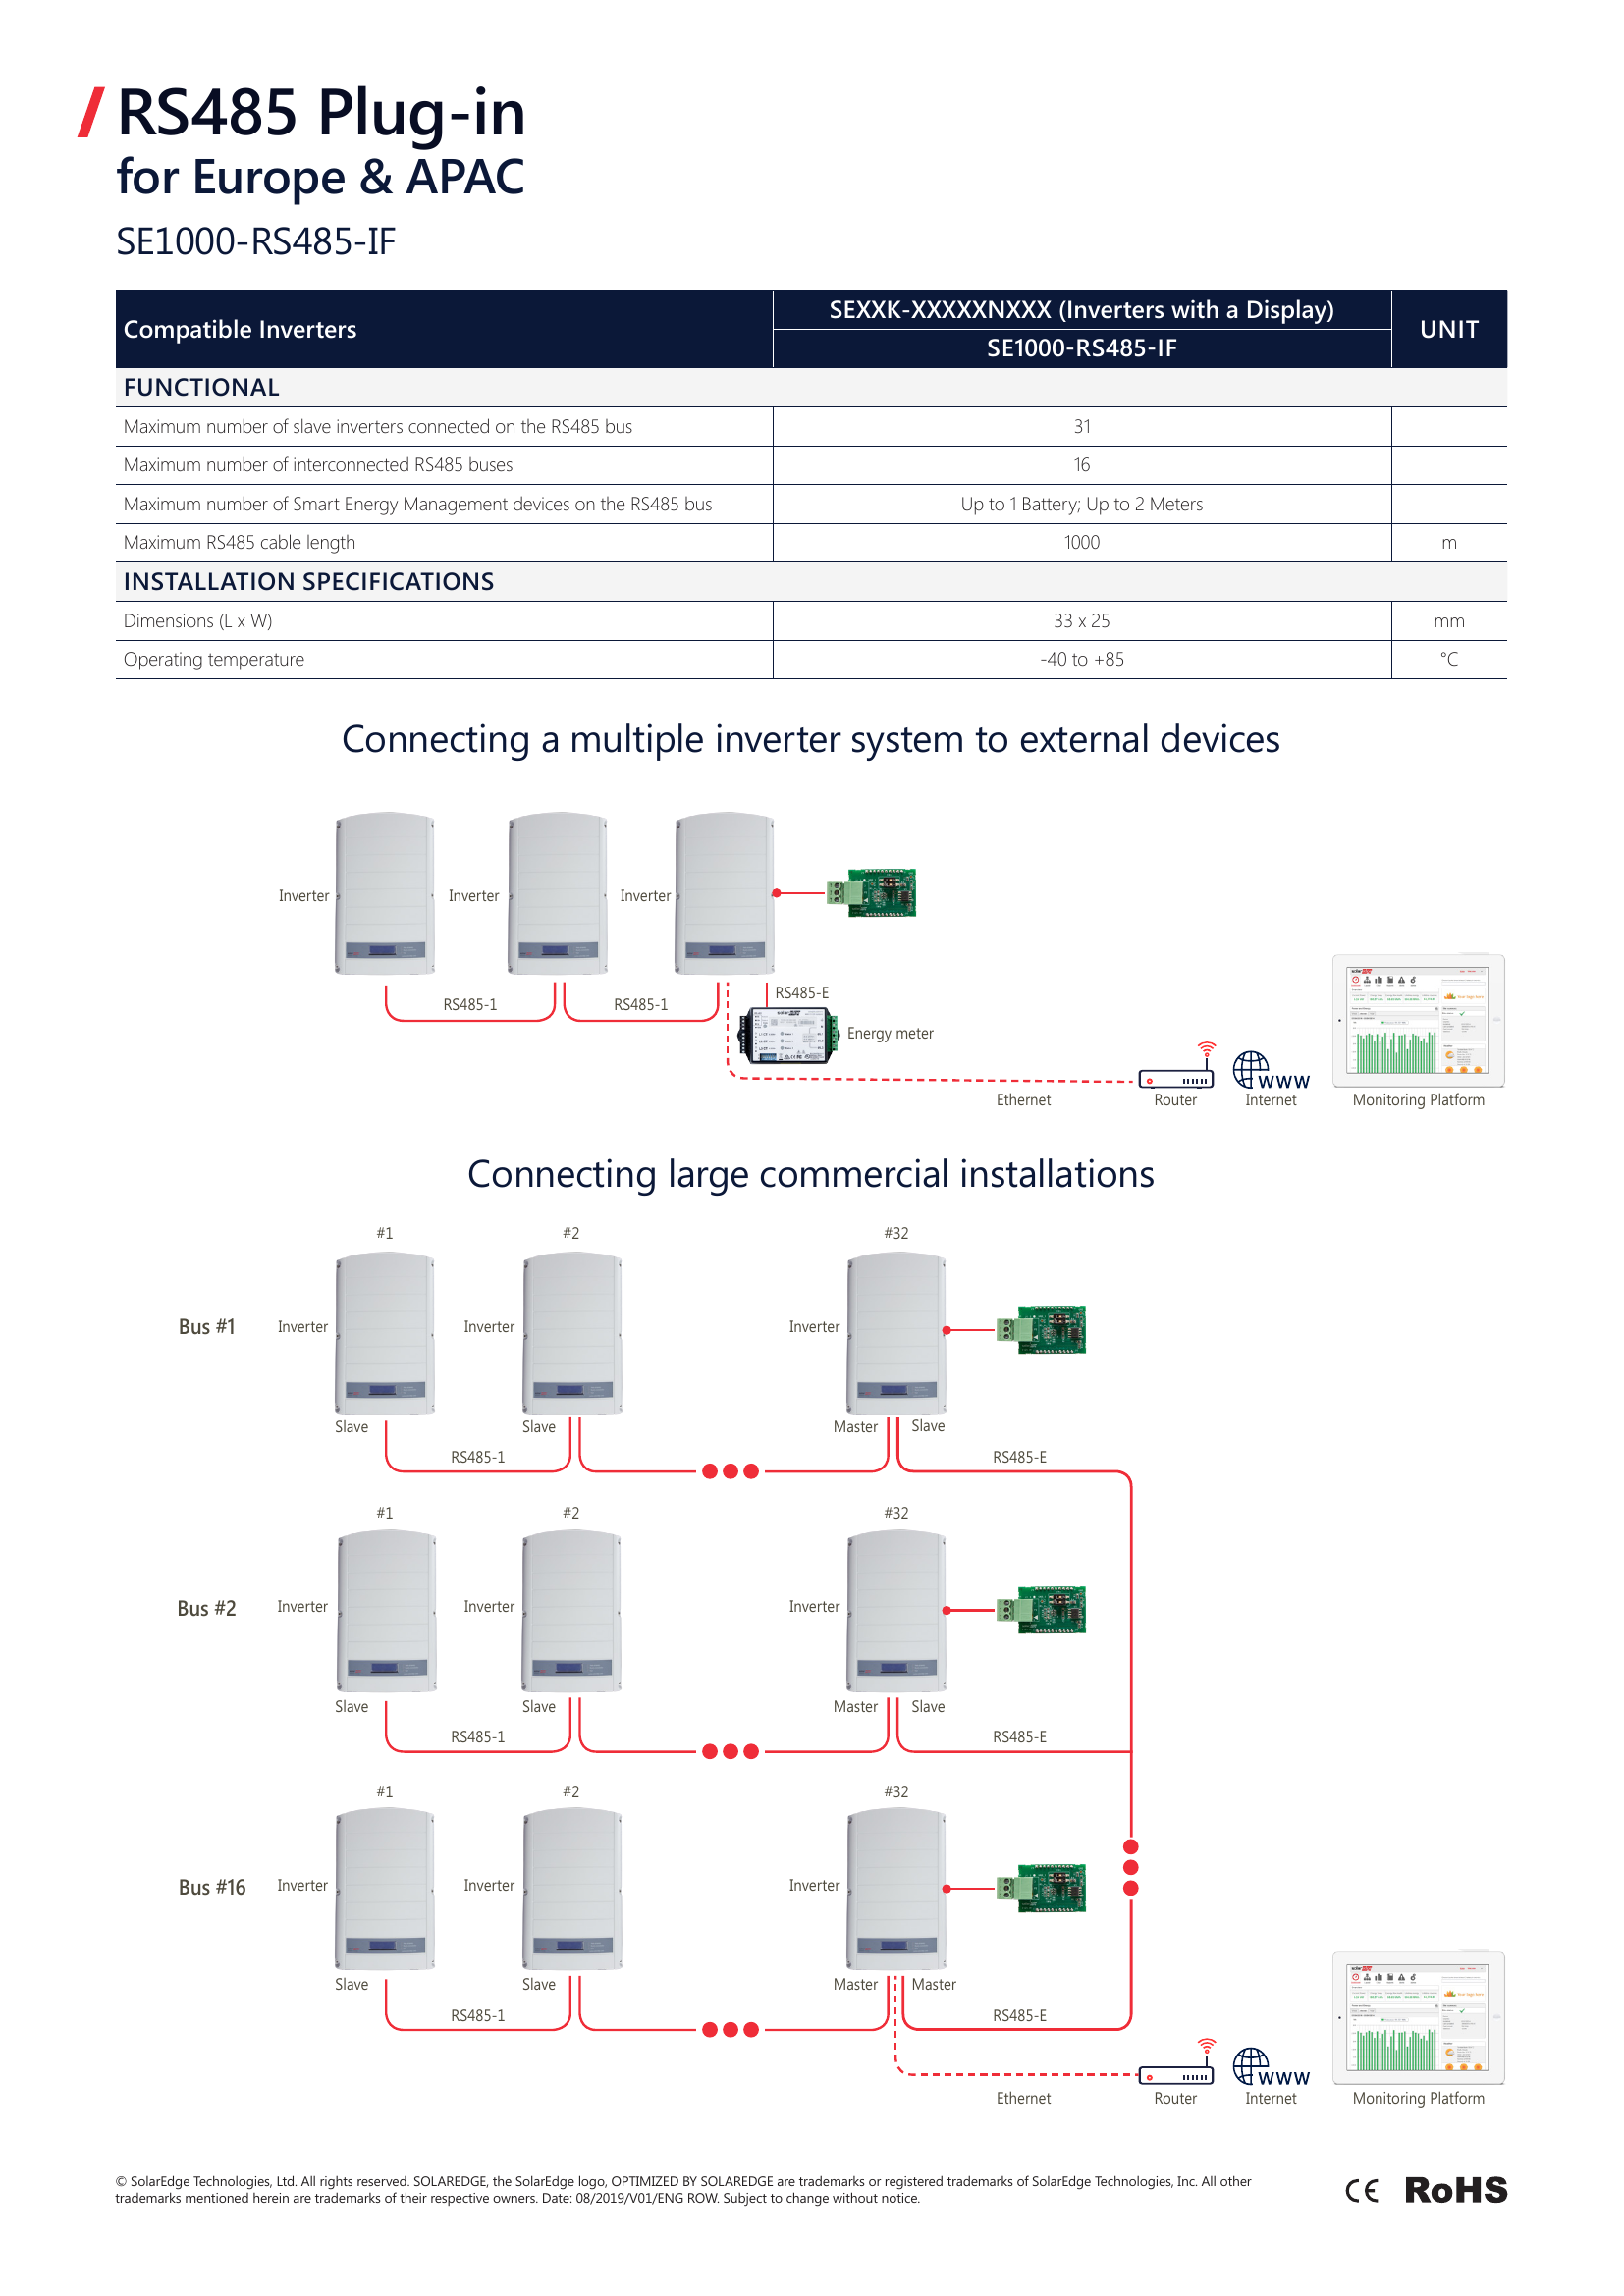 RS485 Plug-in
for Europe & APAC
SE1000-RS485-IF
Compatible Inverters
SEXXK-XXXXXNXXX (Inverters with a Display)
SE1000-RS485-IF
UNIT
FUNCTIONAL
Maximum number of slave inverters connected on the RS485 bus 31
Maximum number of interconnected RS485 buses 16
Maximum number of Smart Energy Management devices on the RS485 bus Up to 1 Battery; Up to 2 Meters
Maximum RS485 cable length 1000 m
INSTALLATION SPECIFICATIONS
Dimensions (L x W) 33 x 25 mm
Operating temperature -40 to +85 °C
Connecting a multiple inverter system to external devices
Inverter Inverter Inverter
RS485-1 RS485-1 RS485-E
Energy meter
www
Ethernet Router Internet Monitoring Platform
Connecting large commercial installations
#1 #2 #32
Bus #1 Inverter Inverter Inverter
Slave Slave Master Slave
RS485-1 RS485-E
#1 #2 #32
Bus #2 Inverter Inverter Inverter
Slave Slave Master Slave
RS485-1 RS485-E
#1 #2 #32
Bus #16 Inverter Inverter Inverter
Slave Slave Master Master
RS485-1 RS485-E
www
Ethernet Router Internet Monitoring Platform
© SolarEdge Technologies, Ltd. All rights reserved. SOLAREDGE, the SolarEdge logo, OPTIMIZED BY SOLAREDGE are trademarks or registered trademarks of SolarEdge Technologies, Inc. All other
trademarks mentioned herein are trademarks of their respective owners. Date: 08/2019/V01/ENG ROW. Subject to change without notice.
CE RoHS